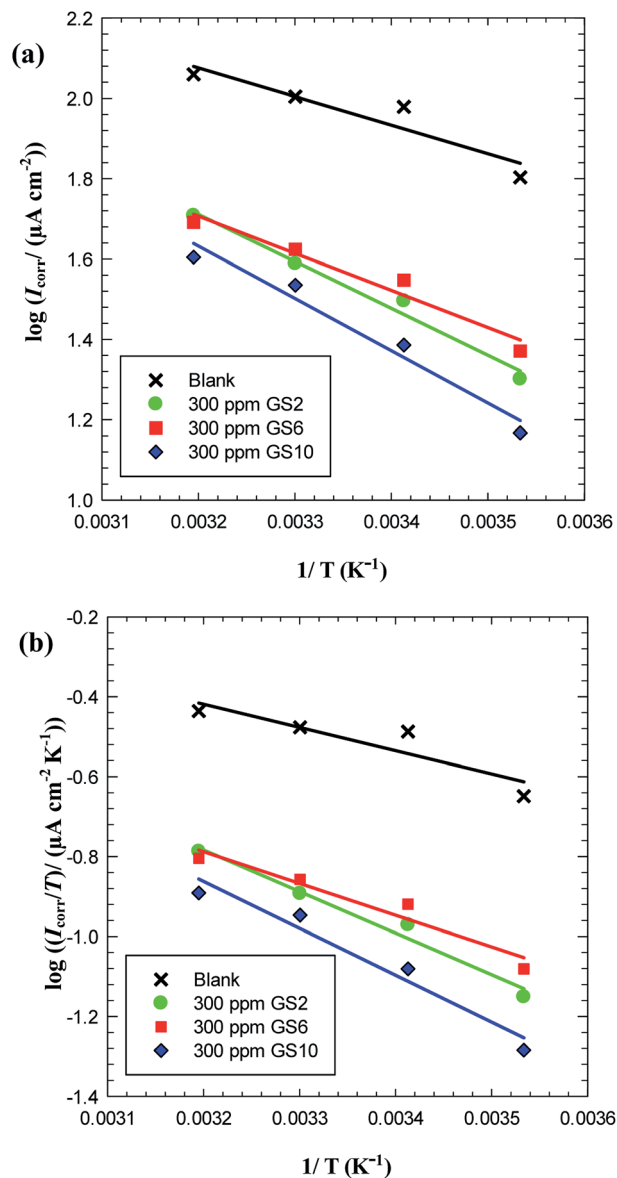 (a)
2.2
2.0
1.8
1.6
1.4
1.2
1.0
log (Icorr/ (µA cm-2))
Blank
300 ppm GS2
300 ppm GS6
300 ppm GS10
0.0031 0.0032 0.0033 0.0034 0.0035 0.0036
1/ T (K-1)
(b)
-0.2
-0.4
-0.6
-0.8
-1.0
-1.2
-1.4
log ((Icorr/T)/ (µA cm-2 K-1))
Blank
300 ppm GS2
300 ppm GS6
300 ppm GS10
0.0031 0.0032 0.0033 0.0034 0.0035 0.0036
1/ T (K-1)